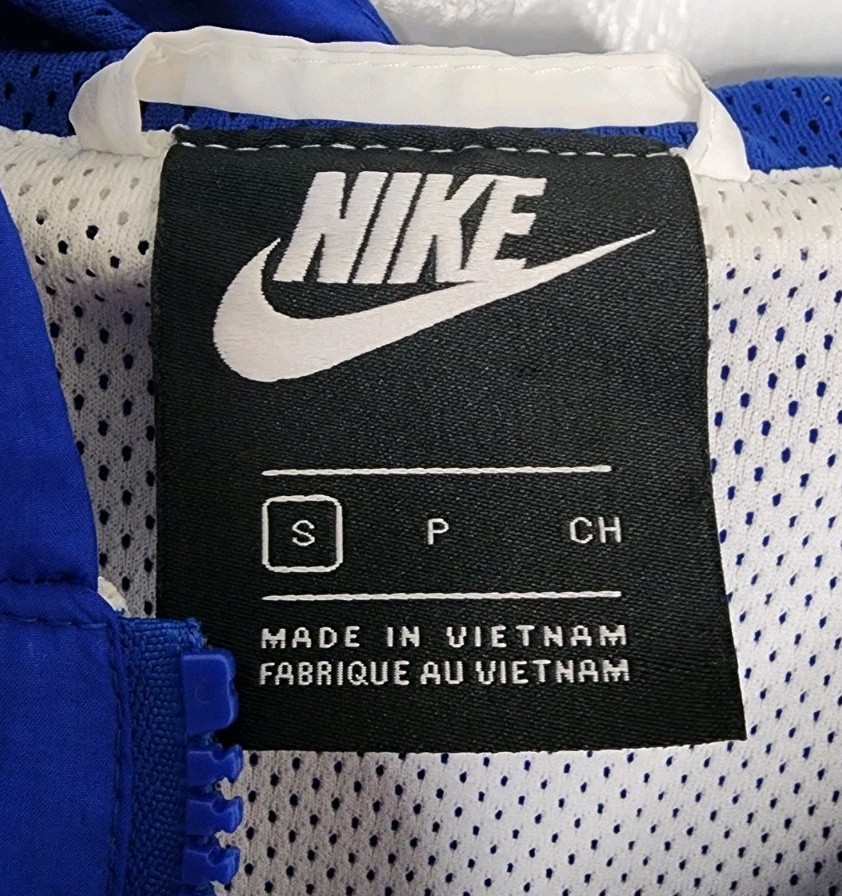 NIKE
S P CH
MADE IN VIETNAM
FABRIQUE AU VIETNAM